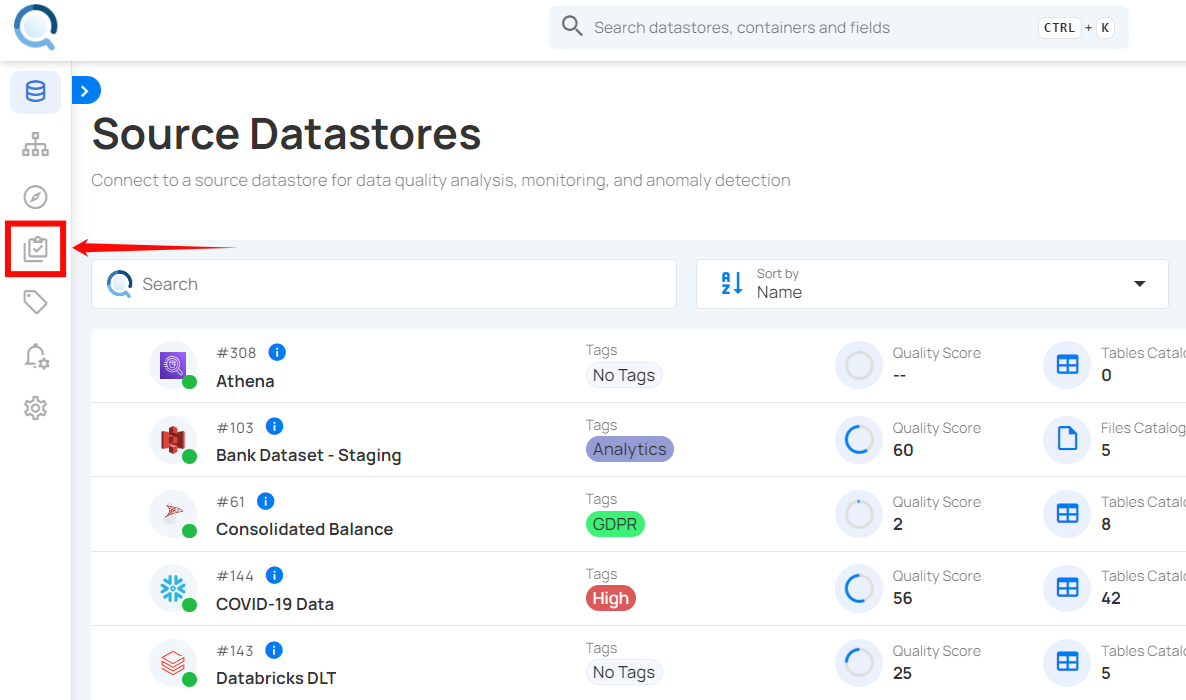 Search datastores, containers and fields
CTRL + K
Source Datastores
Connect to a source datastore for data quality analysis, monitoring, and anomaly detection
Search
Sort by
Name
A
Z
#308
Athena
Tags
No Tags
Quality Score
--
Tables Catalo
0
#103
Bank Dataset - Staging
Tags
Analytics
Quality Score
60
Files Catalog
5
#61
Consolidated Balance
Tags
GDPR
Quality Score
2
Tables Catalo
8
#144
COVID-19 Data
Tags
High
Quality Score
56
Tables Catalo
42
#143
Databricks DLT
Tags
No Tags
Quality Score
25
Tables Catalo
5